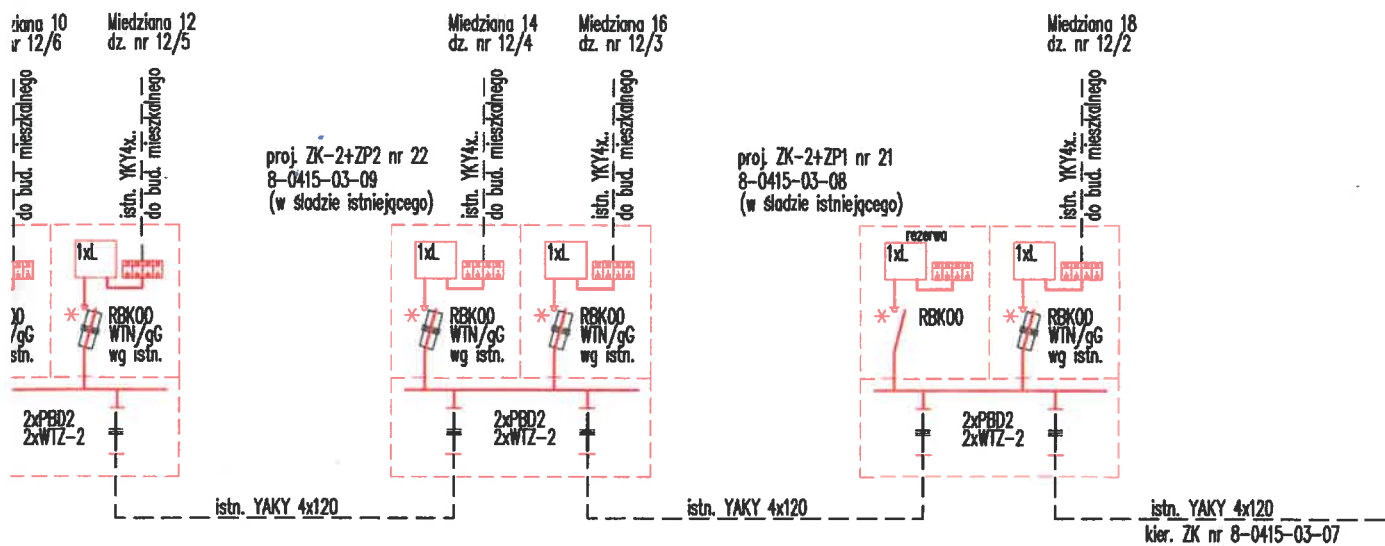 Miedziana 12
dz. nr 12/5
Miedziana 14
dz. nr 12/4
Miedziana 16
dz. nr 12/3
Miedziana 18
dz. nr 12/2
10
12/6
do bud. mieszkalnego
istn. YKY4x..
do bud. mieszkalnego
istn. YKY4x..
do bud. mieszkalnego
istn. YKY4x..
do bud. mieszkalnego
istn. YKY4x..
do bud. mieszkalnego
proj. ZK-2+ZP2 nr 22
8-0415-03-09
(w śladzie istniejącego)
proj. ZK-2+ZP1 nr 21
8-0415-03-08
(w śladzie istniejącego)
1xL
1xL
1xL
rezerwa
1xL
1xL
/gG
RBK00
WTN/gG
wg istn.
RBK00
WTN/gG
wg istn.
RBK00
WTN/gG
wg istn.
RBK00
RBK00
WTN/gG
wg istn.
2xPBD2
2xWTZ-2
2xPBD2
2xWTZ-2
2xPBD2
2xWTZ-2
istn. YAKY 4x120
istn. YAKY 4x120
istn. YAKY 4x120
kier. ZK nr 8-0415-03-07